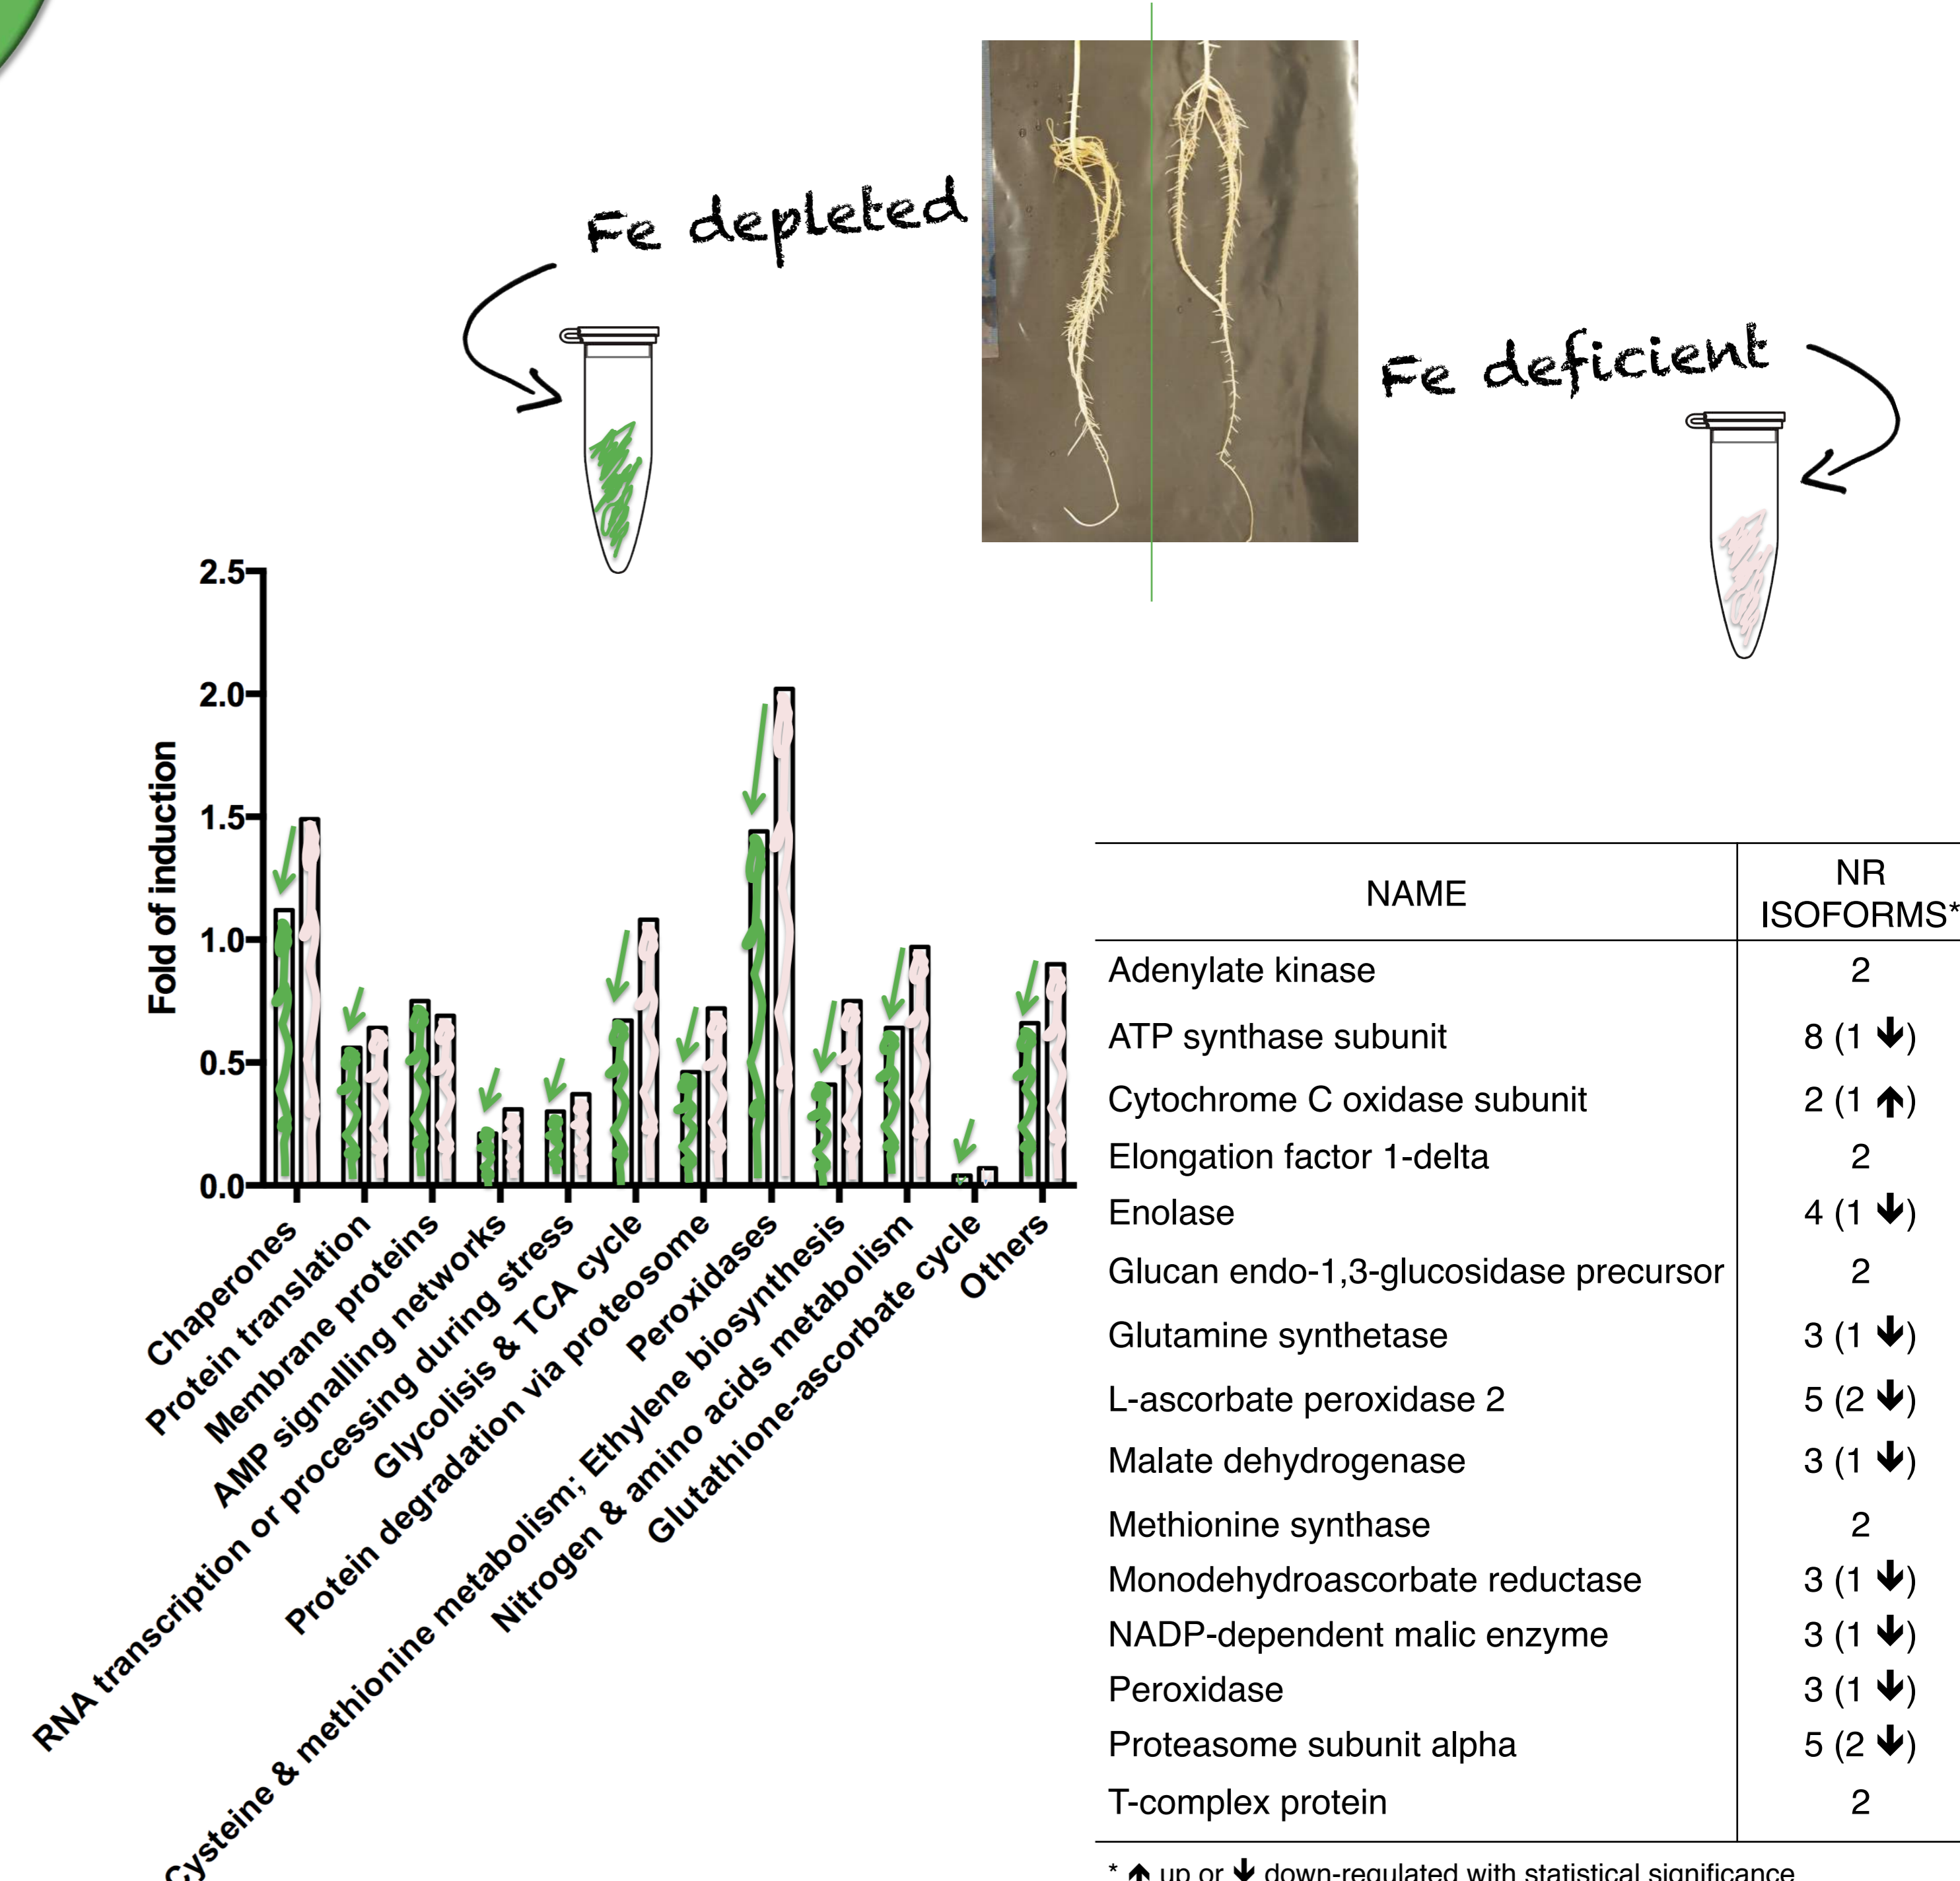 Fe depleted
Fe deficient
2.5
2.0
1.5
1.0
0.5
0.0
Fold of induction
Chaperones
Protein translation
Membrane proteins
AMP signalling networks
RNA transcription or processing during stress
Glycolisis & TCA cycle
Protein degradation via proteosome
Peroxidases
Cysteine & methionine metabolism; Ethylene biosynthesis
Nitrogen & amino acids metabolism
Glutathione-ascorbate cycle
Others
NAME NR
ISOFORMS*
Adenylate kinase 2
ATP synthase subunit 8 (1 🡻)
Cytochrome C oxidase subunit 2 (1 🡹)
Elongation factor 1-delta 2
Enolase 4 (1 🡻)
Glucan endo-1,3-glucosidase precursor 2
Glutamine synthetase 3 (1 🡻)
L-ascorbate peroxidase 2 5 (2 🡻)
Malate dehydrogenase 3 (1 🡻)
Methionine synthase 2
Monodehydroascorbate reductase 3 (1 🡻)
NADP-dependent malic enzyme 3 (1 🡻)
Peroxidase 3 (1 🡻)
Proteasome subunit alpha 5 (2 🡻)
T-complex protein 2
* 🡹 up or 🡻 down-regulated with statistical significance